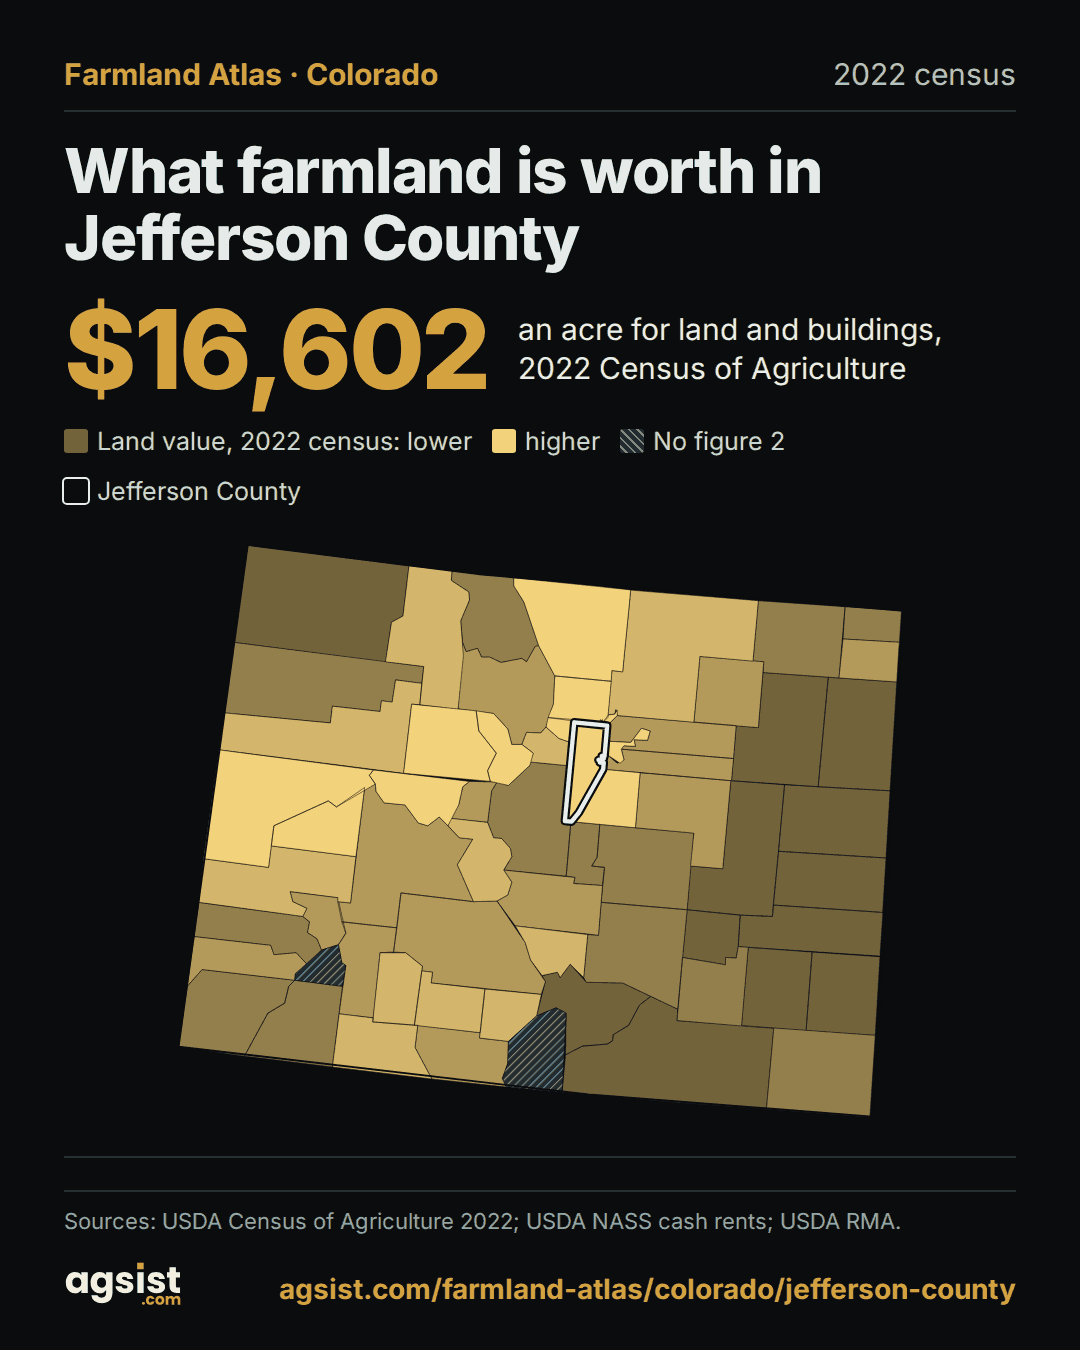 Farmland Atlas · Colorado
2022 census
What farmland is worth in
Jefferson County
$16,602
an acre for land and buildings,
2022 Census of Agriculture
Land value, 2022 census: lower
higher
No figure 2
Jefferson County
Sources: USDA Census of Agriculture 2022; USDA NASS cash rents; USDA RMA.
agsist
.com
agsist.com/farmland-atlas/colorado/jefferson-county